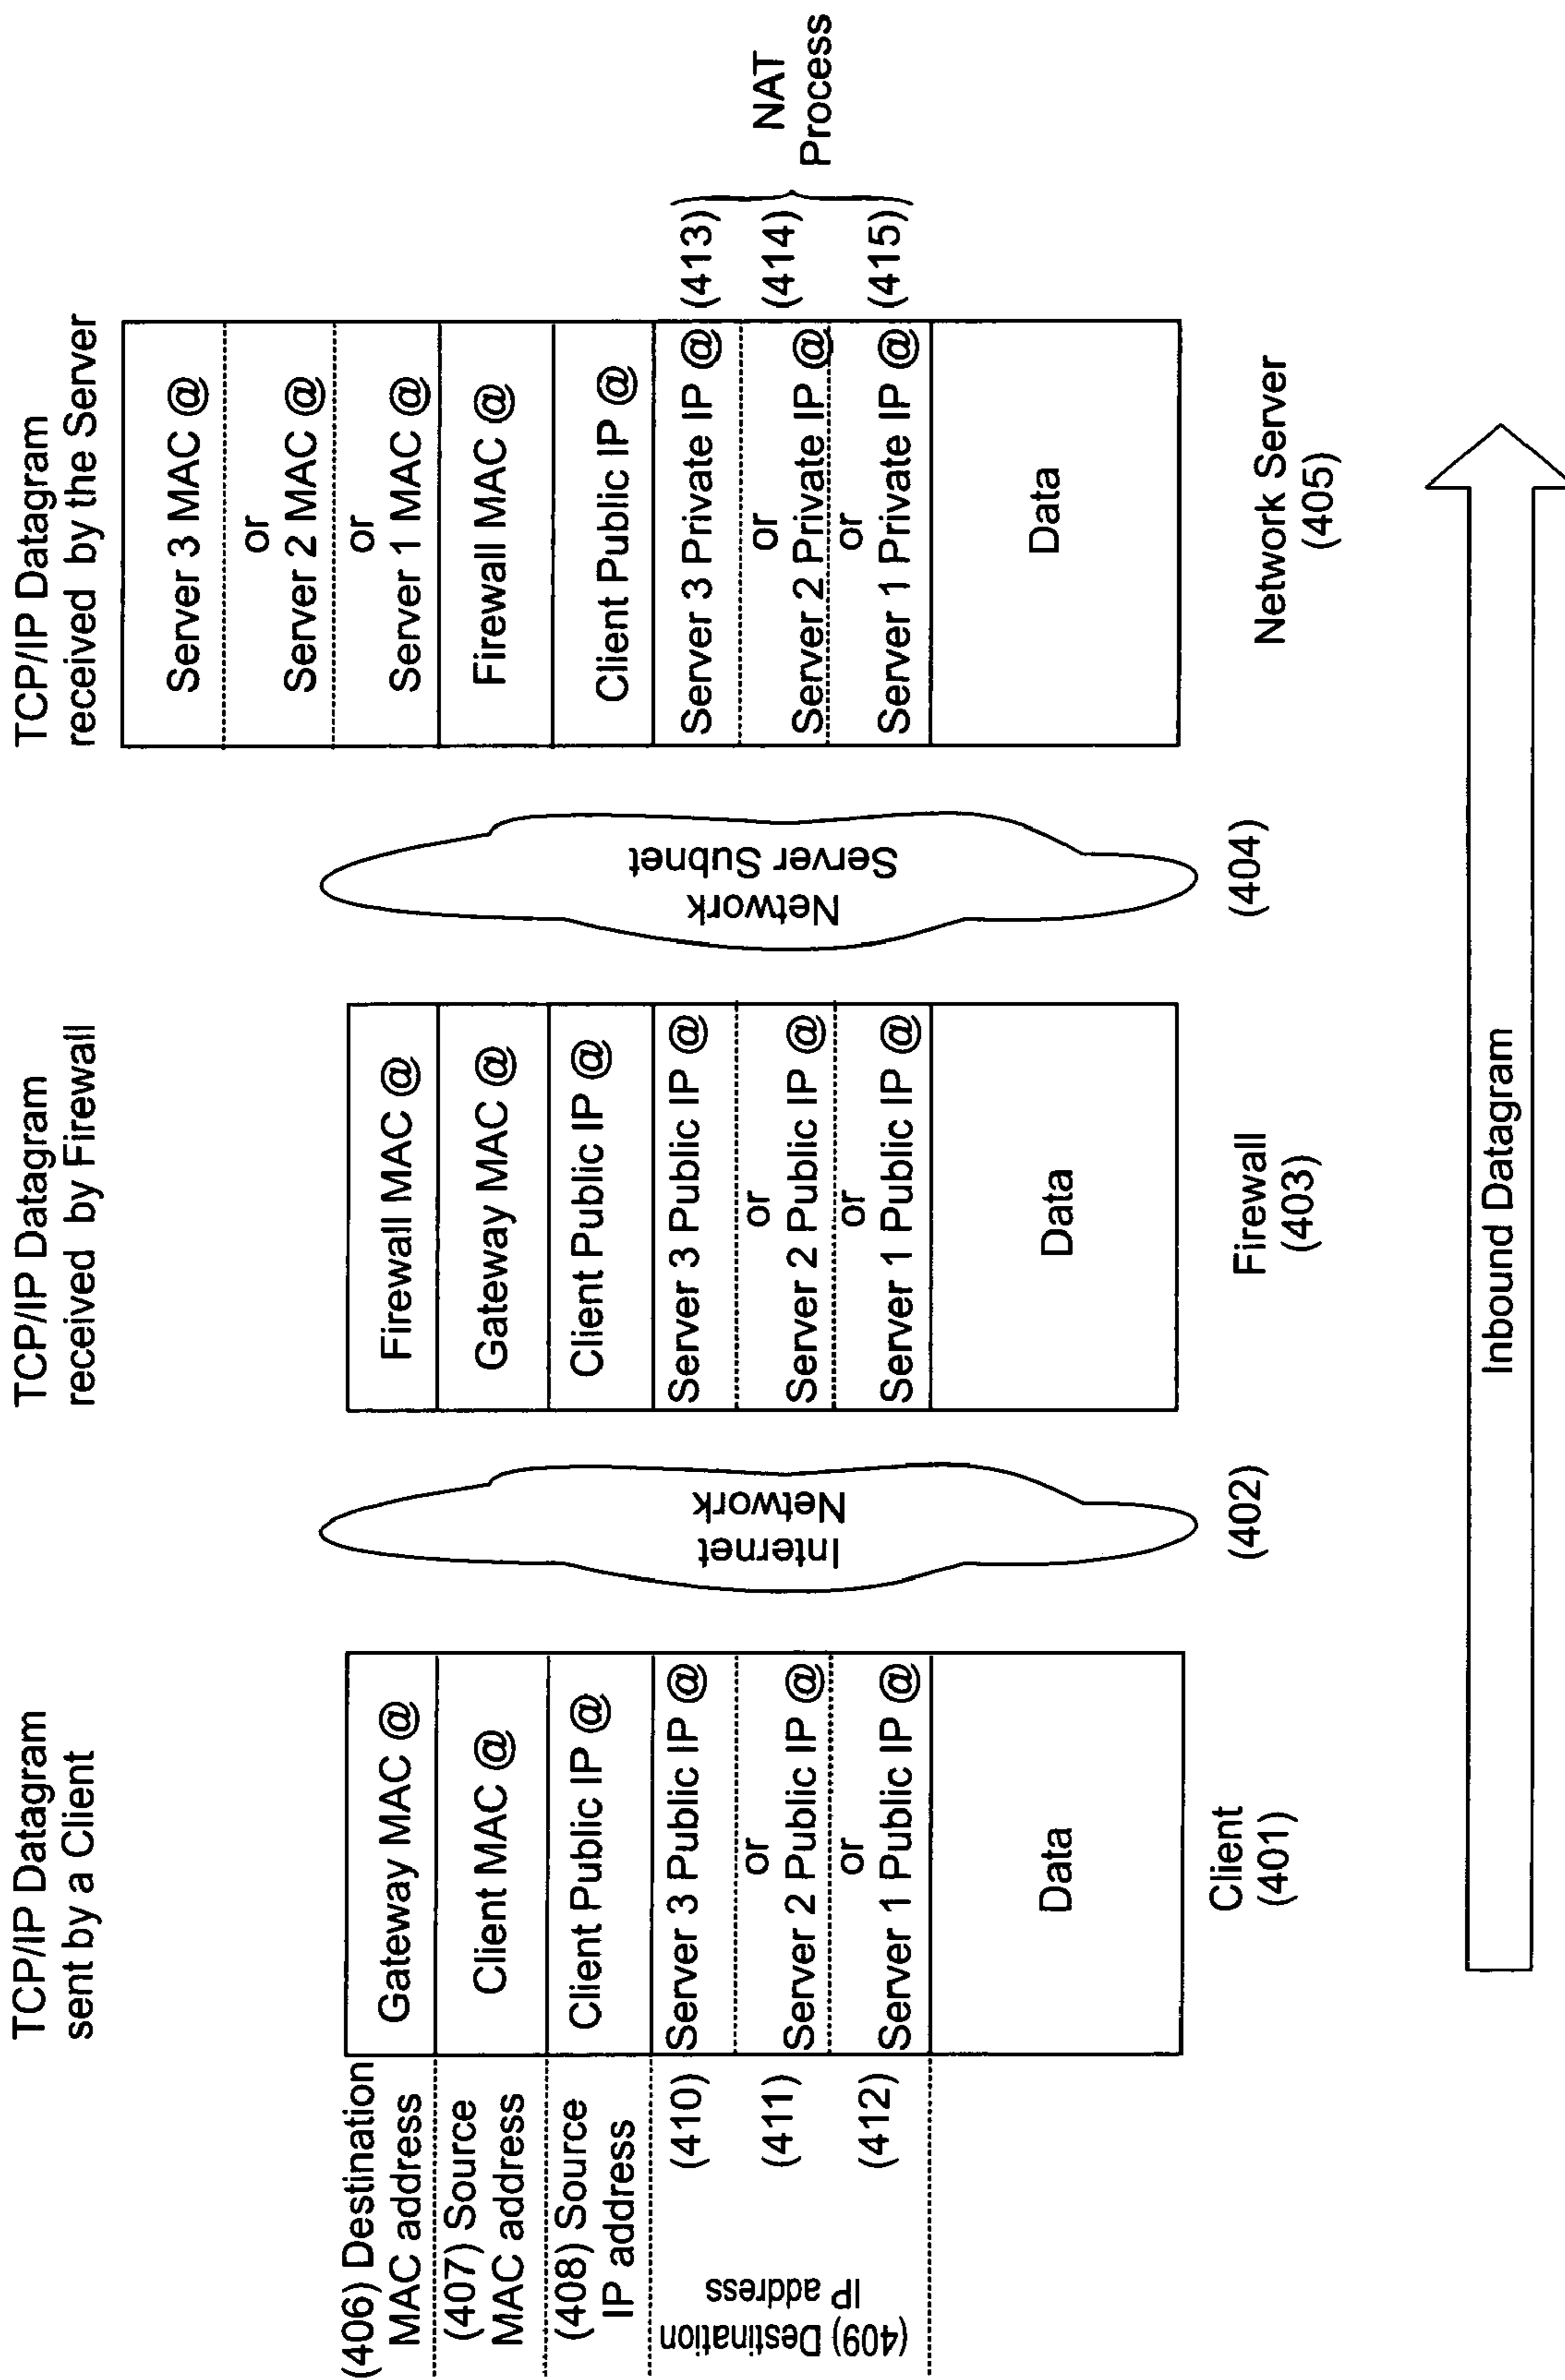 TCP/IP Datagram
sent by a Client
TCP/IP Datagram
received by Firewall
TCP/IP Datagram
received by the Server
(406) Destination
MAC address
(407) Source
MAC address
(408) Source
IP address
(409) Destination
IP address
(410)
(411)
(412)
Gateway MAC @
Client MAC @
Client Public IP @
Server 3 Public IP @
or
Server 2 Public IP @
or
Server 1 Public IP @
Data
Client
(401)
Internet
Network
(402)
Firewall MAC @
Gateway MAC @
Client Public IP @
Server 3 Public IP @
or
Server 2 Public IP @
or
Server 1 Public IP @
Data
Firewall
(403)
Network
Server Subnet
(404)
Server 3 MAC @
or
Server 2 MAC @
or
Server 1 MAC @
Firewall MAC @
Client Public IP @
Server 3 Private IP @
or
Server 2 Private IP @
or
Server 1 Private IP @
Data
Network Server
(405)
(413)
(414)
(415)
NAT
Process
Inbound Datagram